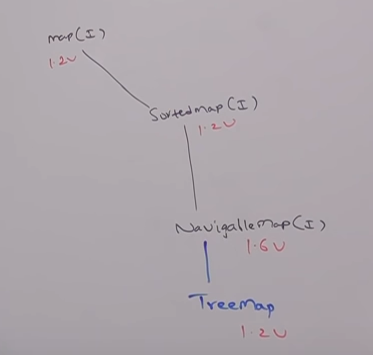 map(I)
1.2V
Sortedmap(I)
1.2V
NavigalleMap(I)
1.6V
TreeMap
1.2V